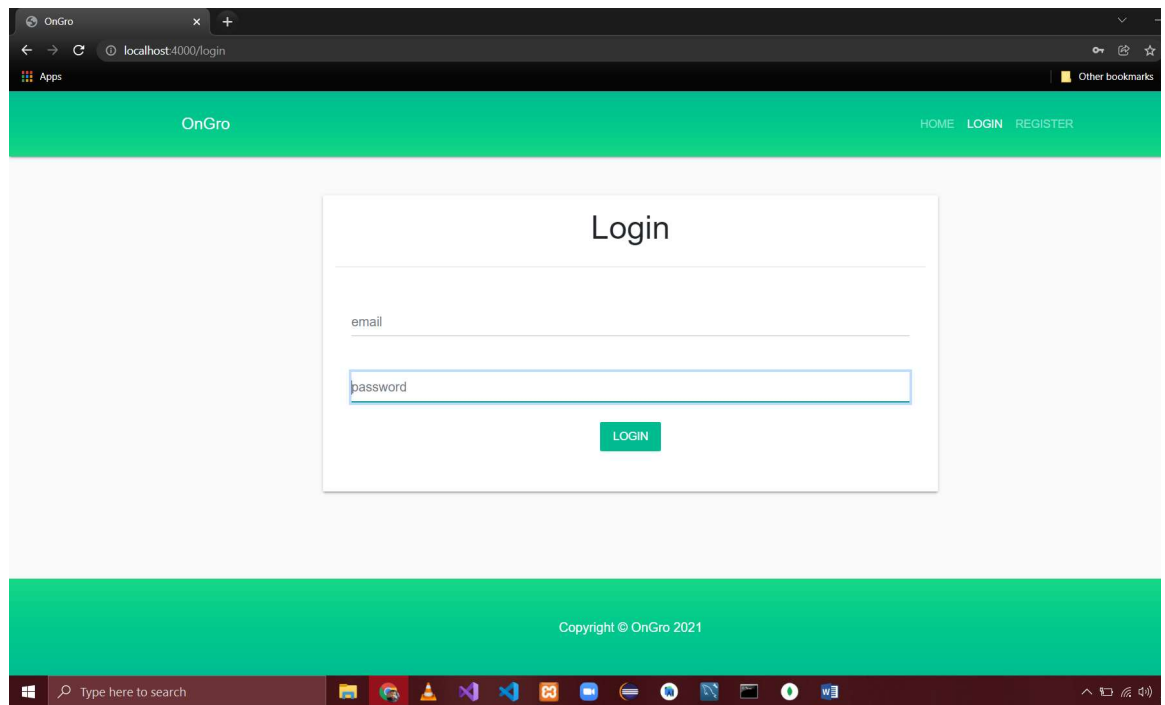 OnGro
localhost:4000/login
Apps
Other bookmarks
OnGro
HOME LOGIN REGISTER
Login
email
password
LOGIN
Copyright © OnGro 2021
Type here to search